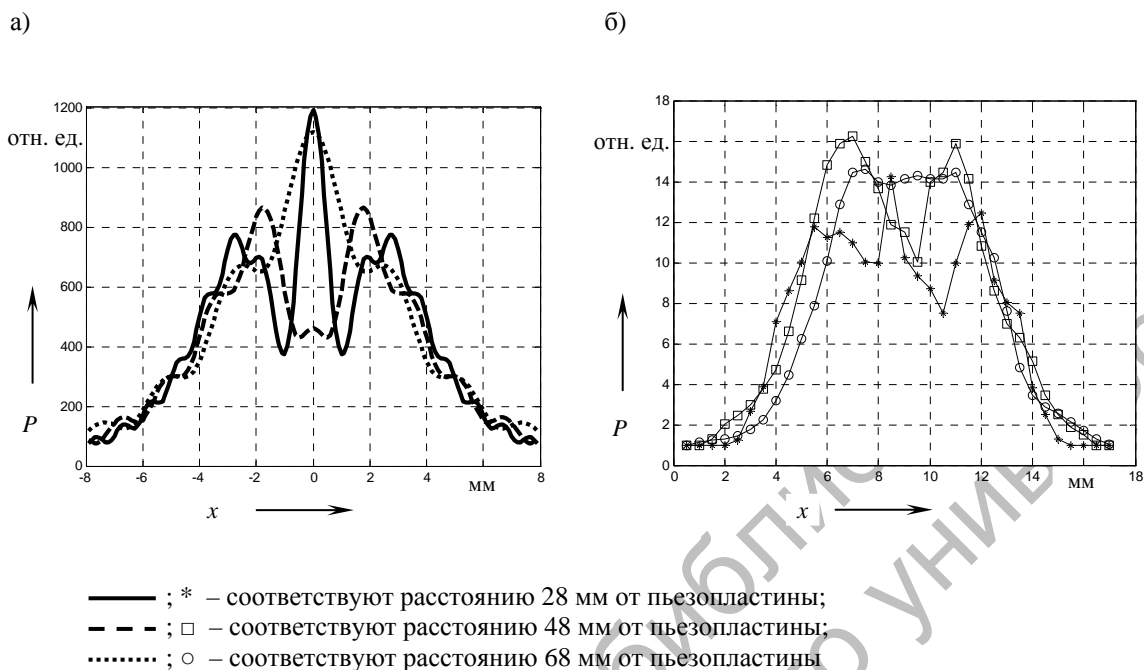 а)
б)
1200
1000
800
600
400
200
0
отн. ед.
P
-8 -6 -4 -2 0 2 4 6 8
мм
x
18
16
14
12
10
8
6
4
2
0
отн. ед.
P
0 2 4 6 8 10 12 14 16 18
мм
x
; * – соответствуют расстоянию 28 мм от пьезопластины;
; □ – соответствуют расстоянию 48 мм от пьезопластины;
; ○ – соответствуют расстоянию 68 мм от пьезопластины